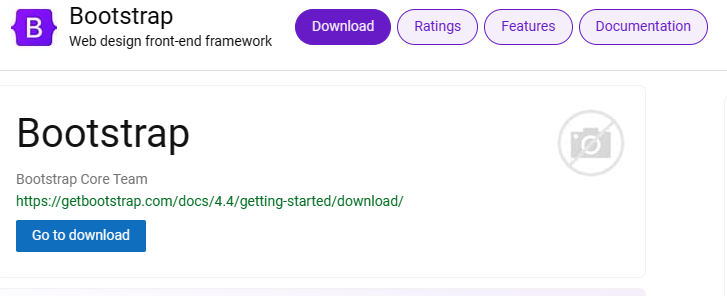 B
Bootstrap
Web design front-end framework
Download
Ratings
Features
Documentation
Bootstrap
Bootstrap Core Team
https://getbootstrap.com/docs/4.4/getting-started/download/
Go to download